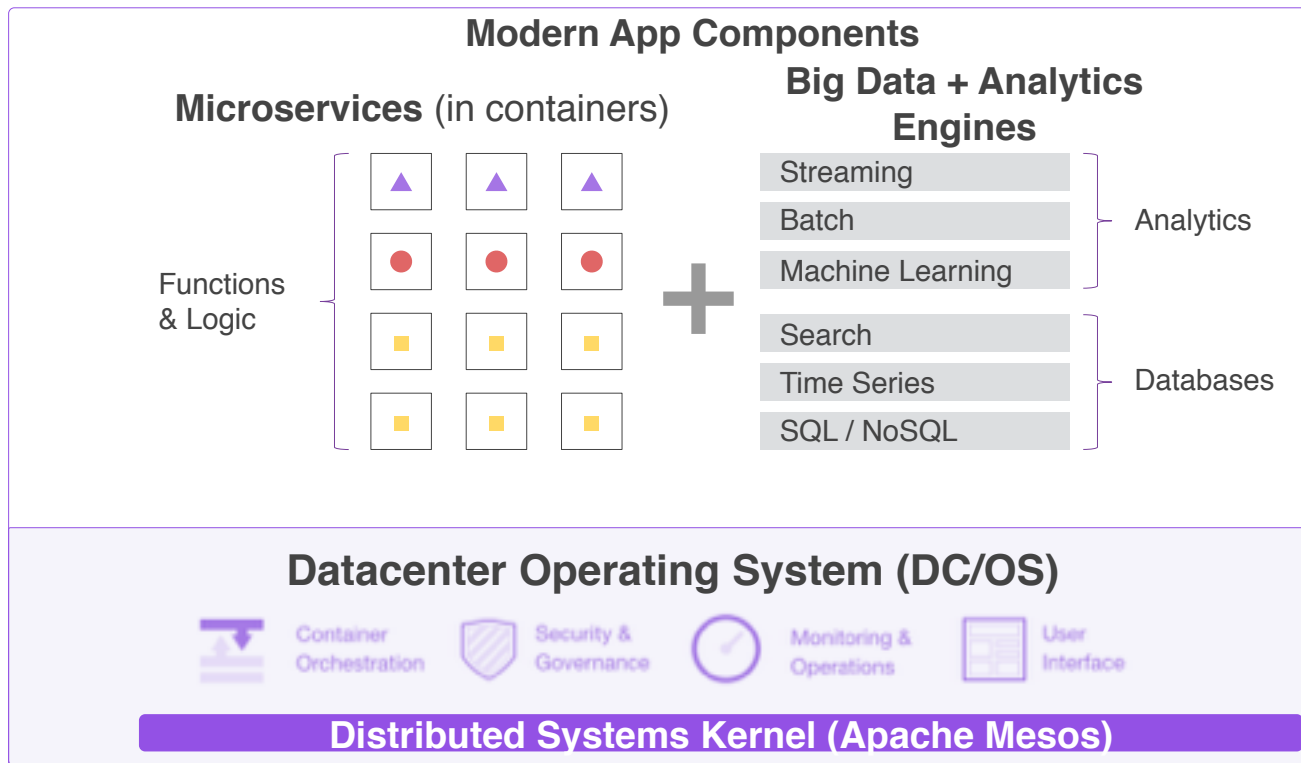 Modern App Components
Microservices (in containers)
Functions
& Logic
Big Data + Analytics
Engines
Streaming
Batch
Machine Learning
Analytics
Search
Time Series
SQL / NoSQL
Databases
Datacenter Operating System (DC/OS)
Container
Orchestration
Security &
Governance
Monitoring &
Operations
User
Interface
Distributed Systems Kernel (Apache Mesos)